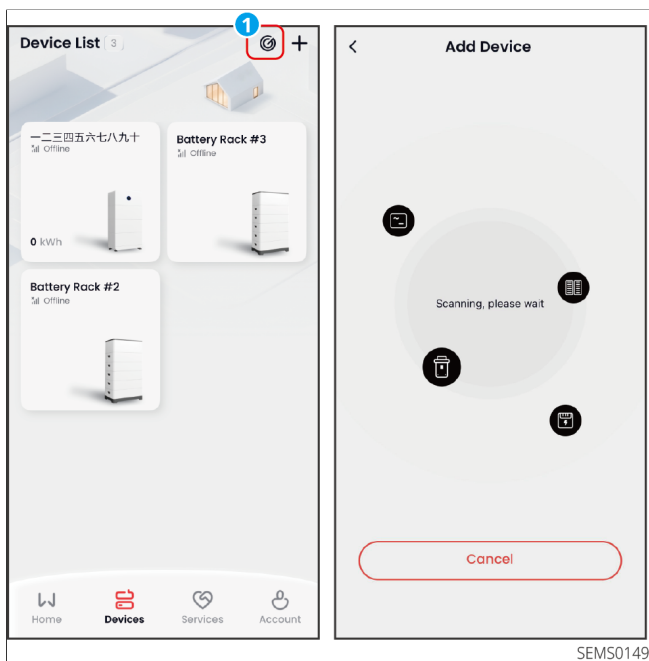 1
Device List 3
一二三四五六七八九十
Offline
0 kWh
Battery Rack #3
Offline
Battery Rack #2
Offline
Home
Devices
Services
Account
Add Device
Scanning, please wait
Cancel
SEMS0149